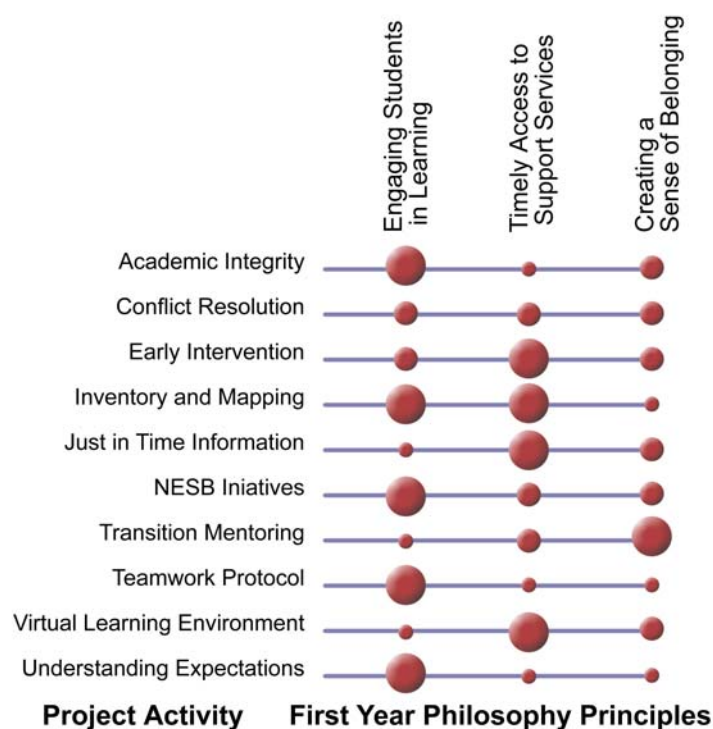 Engaging Students
in Learning
Timely Access to
Support Services
Creating a
Sense of Belonging
Academic Integrity
Conflict Resolution
Early Intervention
Inventory and Mapping
Just in Time Information
NESB Iniatives
Transition Mentoring
Teamwork Protocol
Virtual Learning Environment
Understanding Expectations
Project Activity
First Year Philosophy Principles